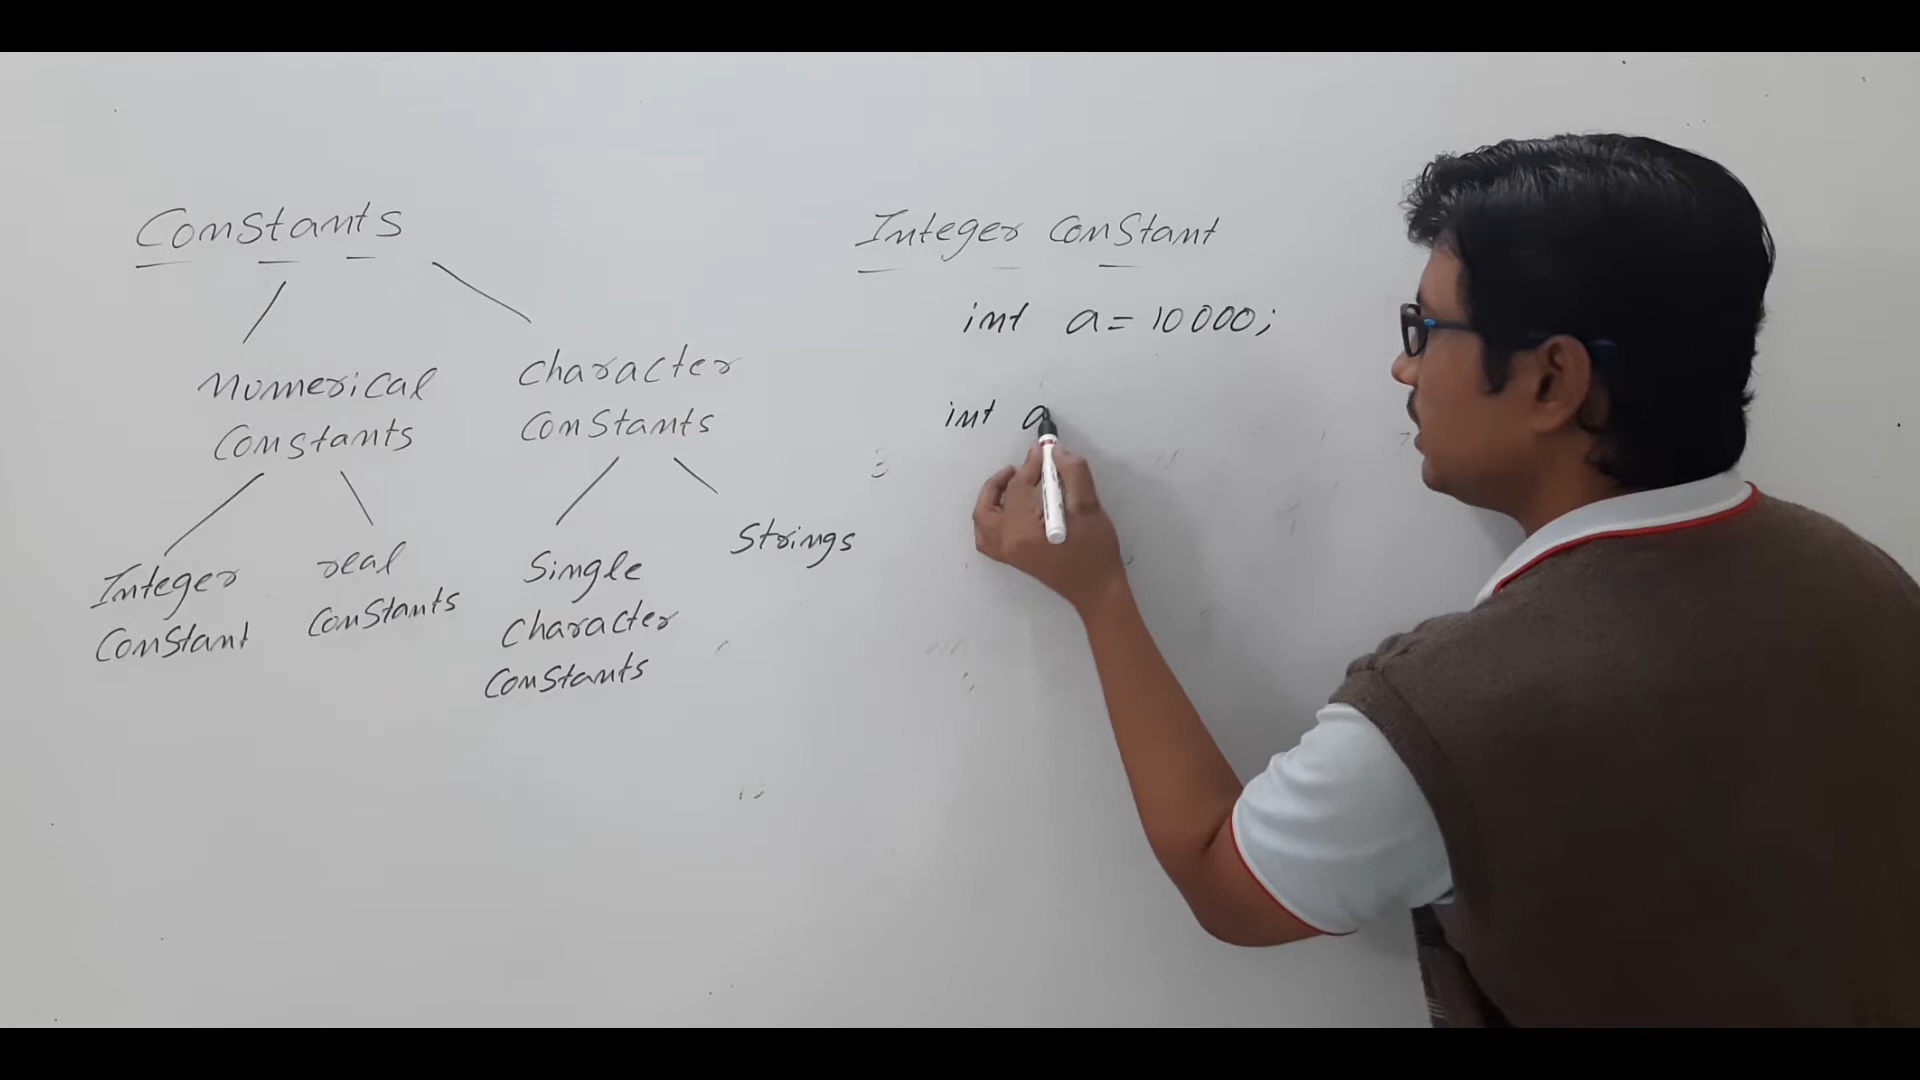 Constants
Numerical
Constants
Character
Constants
Integer
Constant
real
Constants
Single
Character
Constants
Strings
Integer Constant
int a = 10000;
int a